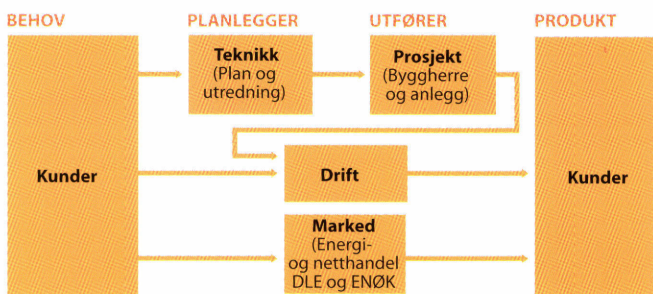 BEHOV
PLANLEGGER
UTFØRER
PRODUKT
Teknikk
(Plan og
utredning)
Prosjekt
(Byggherre
og anlegg)
Kunder
Drift
Kunder
Marked
(Energi-
og netthandel
DLE og ENØK